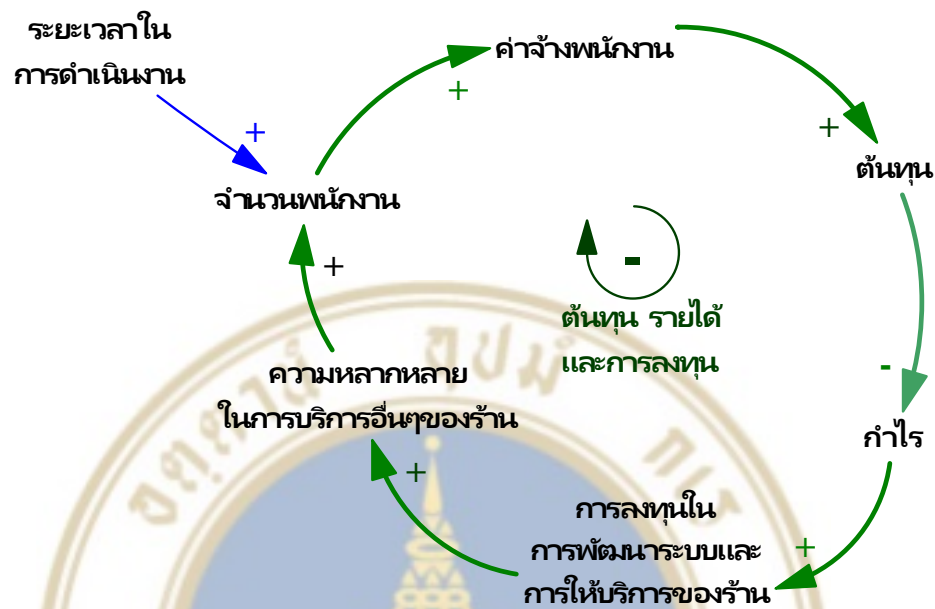 ระยะเวลาใน
การดำเนินงาน
ค่าจ้างพนักงาน
+
+
+
ต้นทุน
จำนวนพนักงาน
+
-
ต้นทุน รายได้
และการลงทุน
ความหลากหลาย
ในการบริการอื่นๆของร้าน
-
กำไร
+
การลงทุนใน
การพัฒนาระบบและ
การให้บริการของร้าน
+